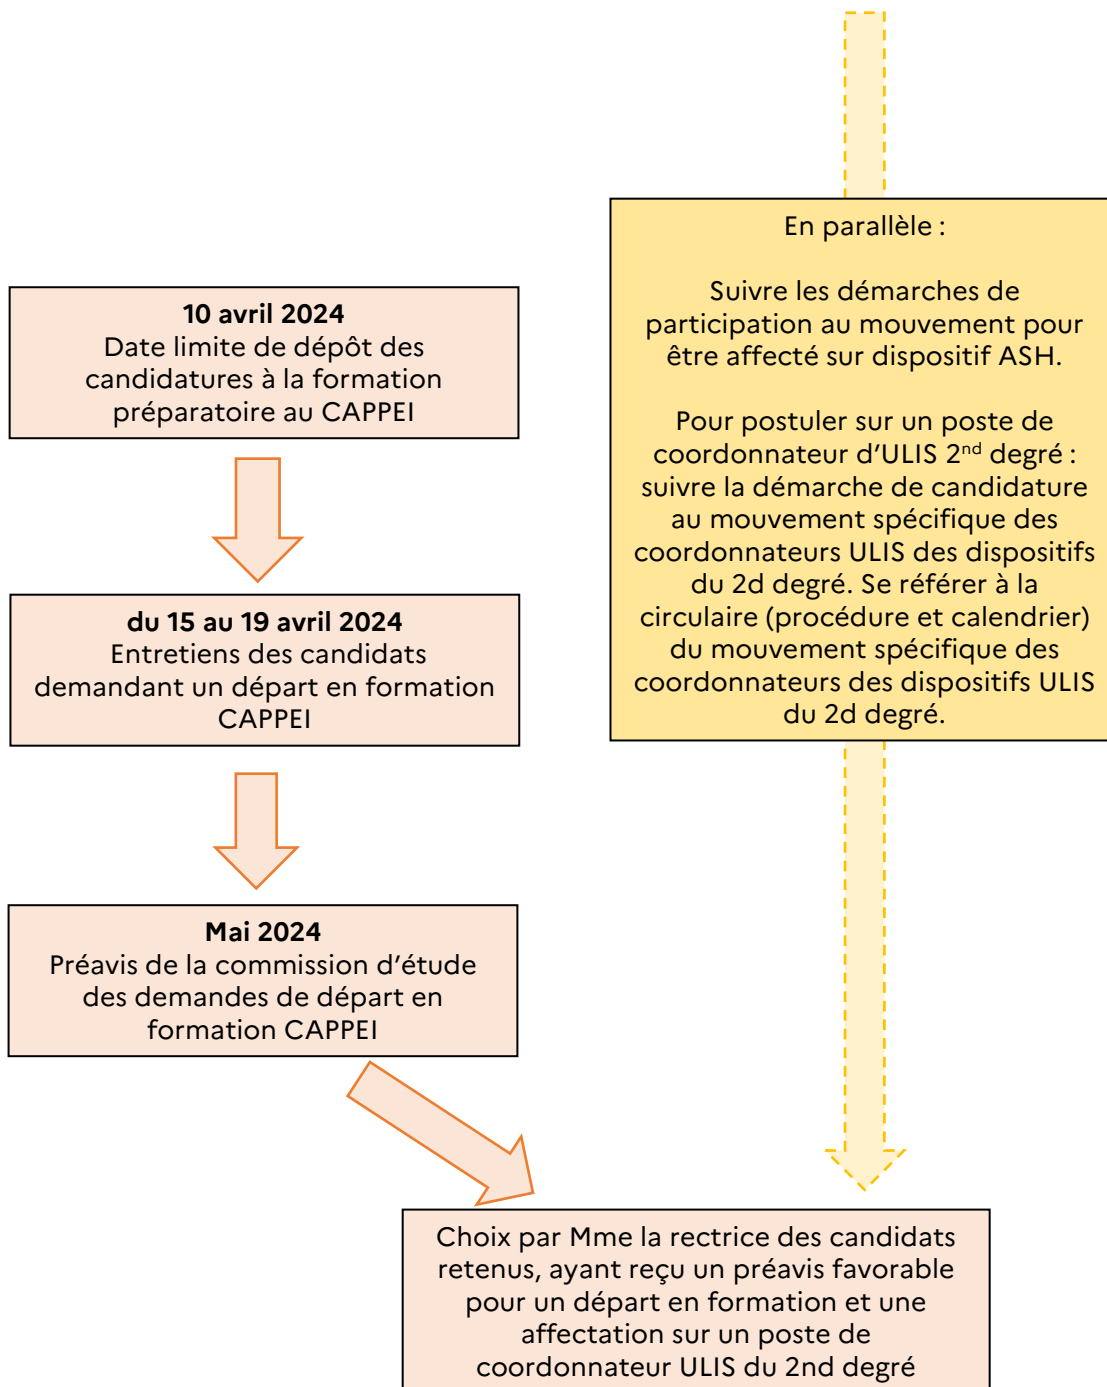 10 avril 2024
Date limite de dépôt des
candidatures à la formation
préparatoire au CAPPEI
du 15 au 19 avril 2024
Entretiens des candidats
demandant un départ en formation
CAPPEI
Mai 2024
Préavis de la commission d’étude
des demandes de départ en
formation CAPPEI
En parallèle :
Suivre les démarches de
participation au mouvement pour
être affecté sur dispositif ASH.
Pour postuler sur un poste de
coordonnateur d’ULIS 2nd degré :
suivre la démarche de candidature
au mouvement spécifique des
coordonnateurs ULIS des dispositifs
du 2d degré. Se référer à la
circulaire (procédure et calendrier)
du mouvement spécifique des
coordonnateurs des dispositifs ULIS
du 2d degré.
Choix par Mme la rectrice des candidats
retenus, ayant reçu un préavis favorable
pour un départ en formation et une
affectation sur un poste de
coordonnateur ULIS du 2nd degré